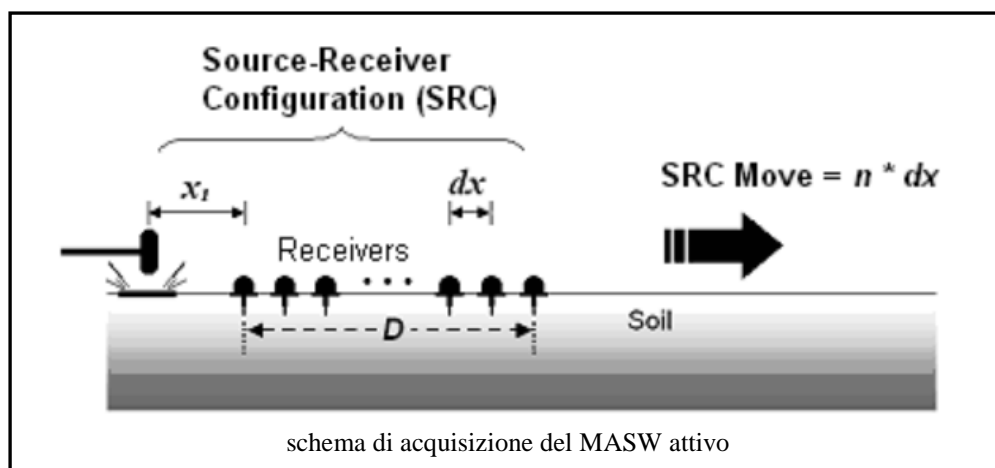 Source-Receiver
Configuration (SRC)
x1
dx
SRC Move = n * dx
Receivers
D
Soil
schema di acquisizione del MASW attivo